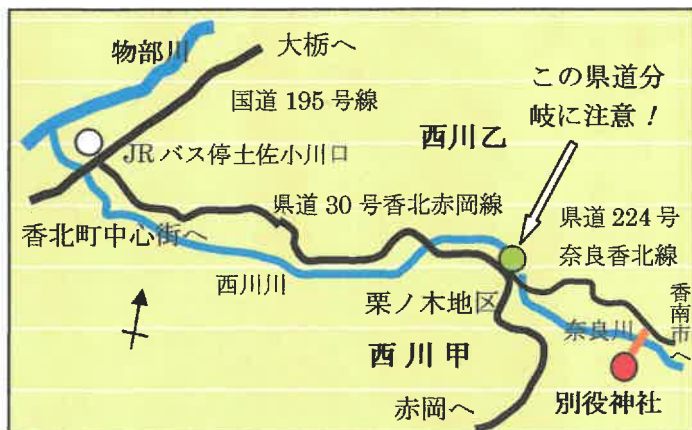 物部川
大栃へ
国道 195 号線
この県道分
岐に注意！
西川乙
JR バス停土佐小川口
県道 30 号香北赤岡線
県道 224 号
奈良香北線
香北町中心街へ
西川川
栗ノ木地区
奈良川
香南市へ
西川甲
別役神社
赤岡へ